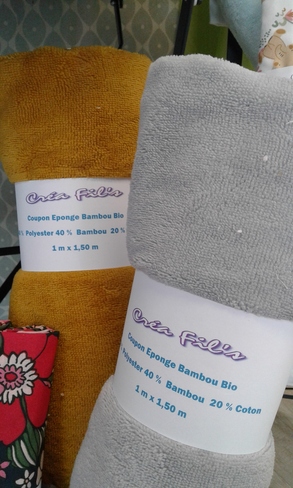 Créa Fil's
Coupon Eponge Bambou Bio
% Polyester 40 % Bambou 20 %
1 m x 1,50 m
Créa Fil's
Coupon Eponge Bambou Bio
Polyester 40 % Bambou 20 % Coton
1 m x 1,50 m